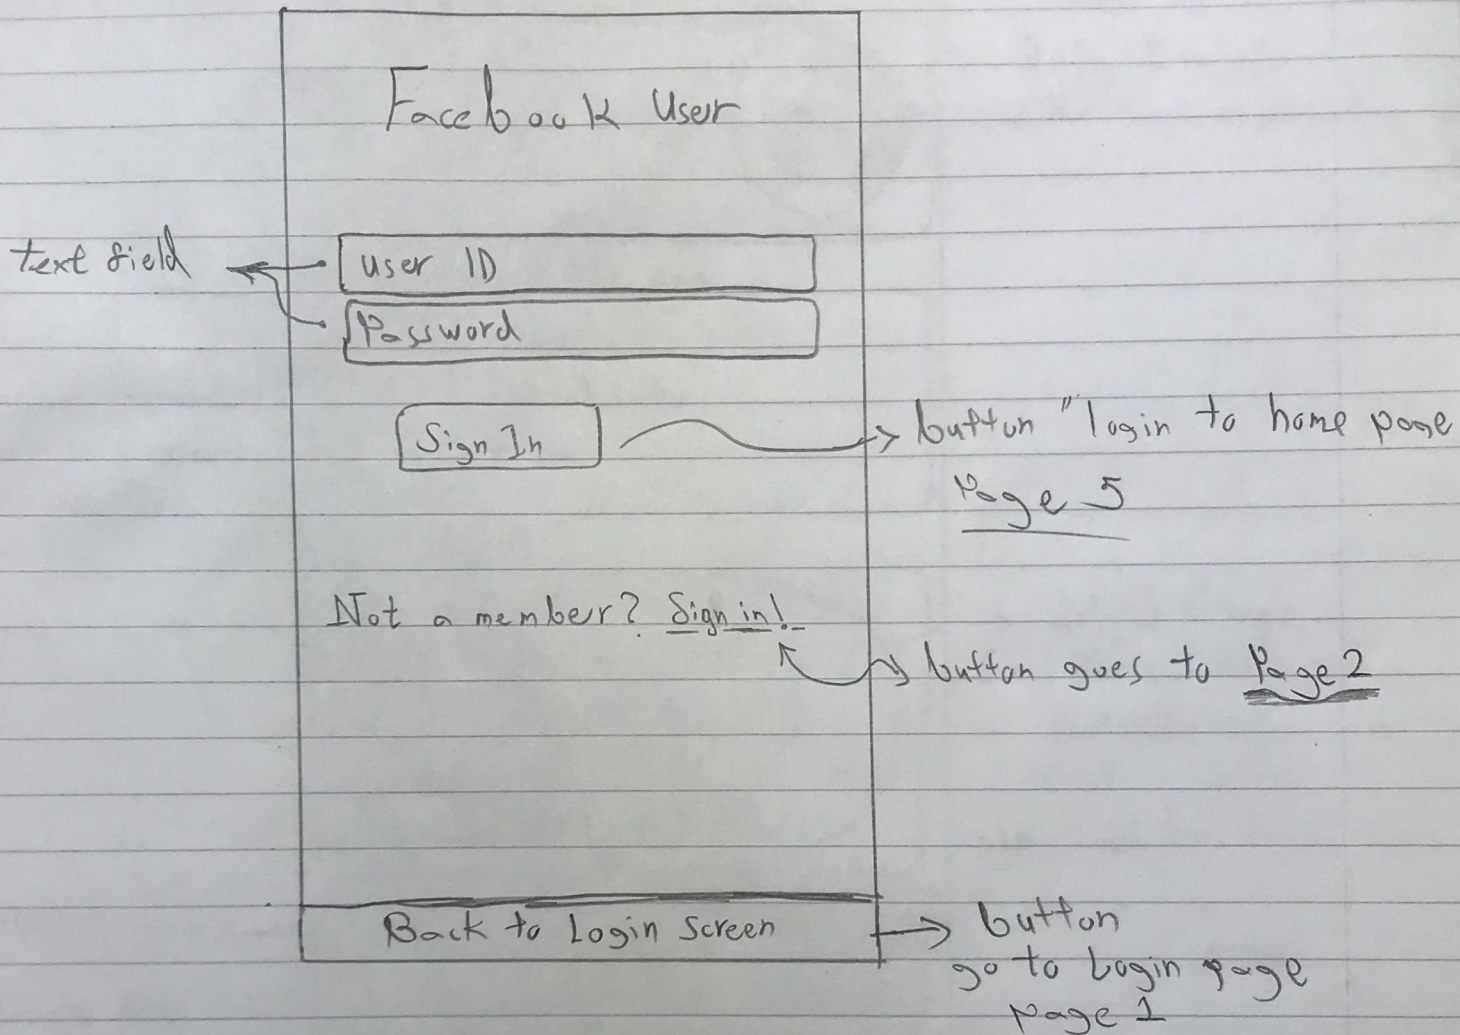 Facebook User
text field
user ID
Password
Sign In
button "login to home page
Page 5
Not a member? Sign in!
button goes to Page 2
Back to Login Screen
button
go to Login page
page 1